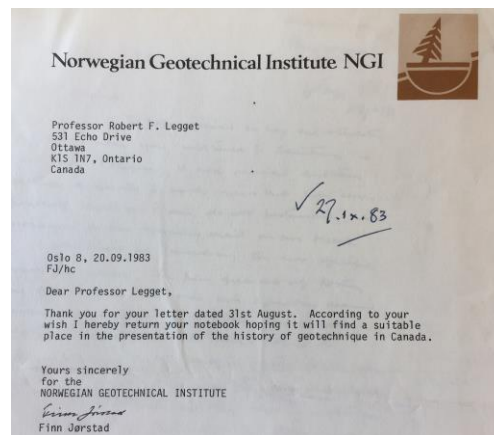 Norwegian Geotechnical Institute NGI
Professor Robert F. Legget
531 Echo Drive
Ottawa
K1S 1N7, Ontario
Canada
✓ 27.ix.83
Oslo 8, 20.09.1983
FJ/hc
Dear Professor Legget,
Thank you for your letter dated 31st August. According to your
wish I hereby return your notebook hoping it will find a suitable
place in the presentation of the history of geotechnique in Canada.
Yours sincerely
for the
NORWEGIAN GEOTECHNICAL INSTITUTE
Finn Jørstad
Finn Jørstad